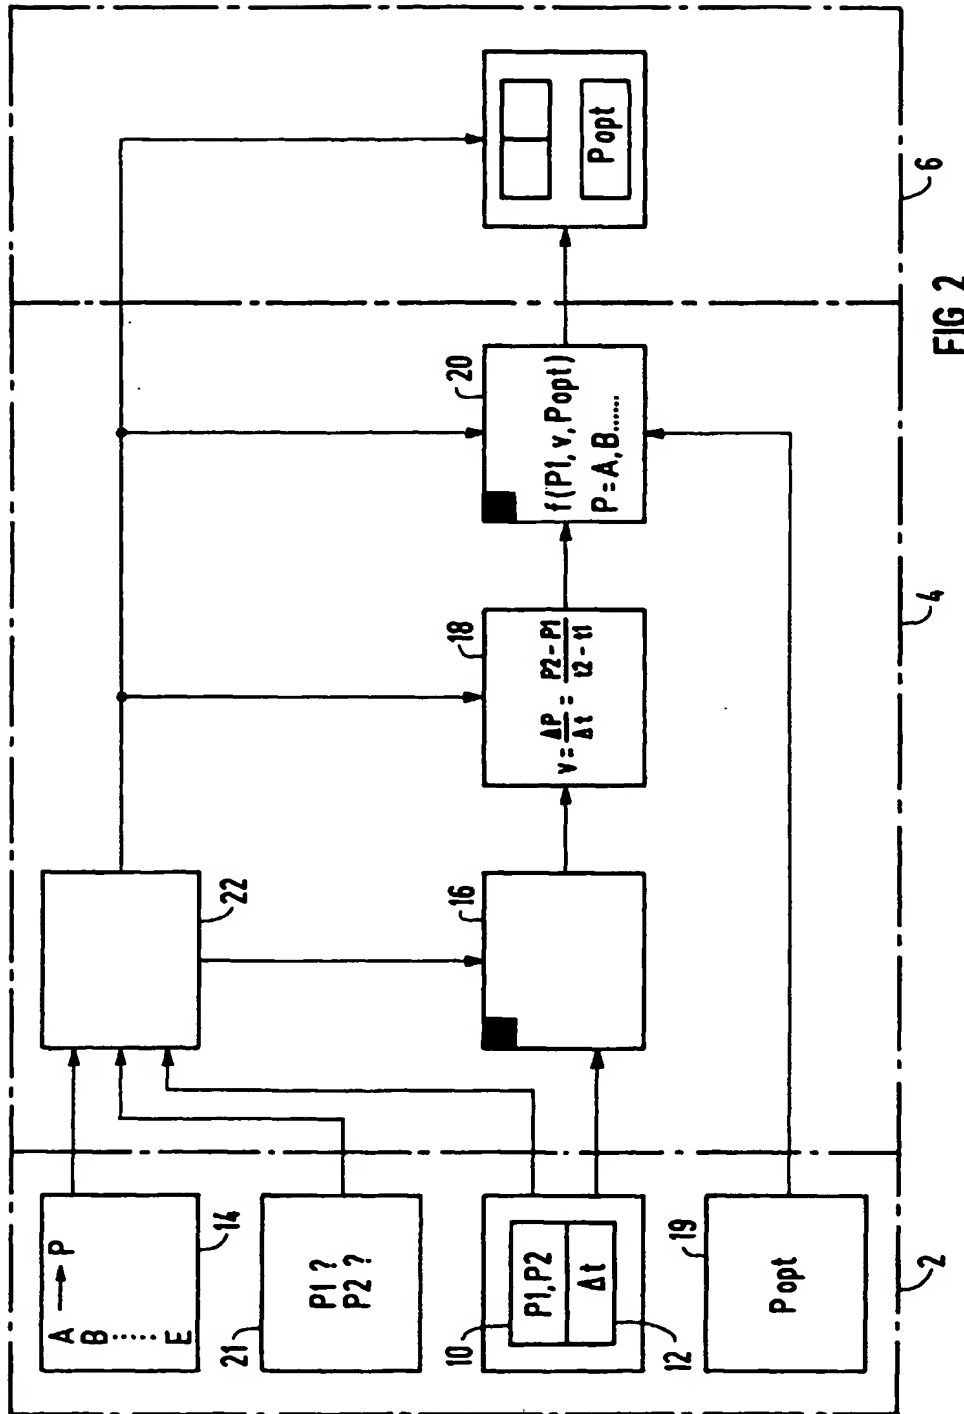 A → P
B
...... E
14
P1 ?
P2 ?
21
10
P1, P2
Δt
12
Popt
19
2
22
16
18
v = ΔP/Δt = P2 - P1/t2 - t1
20
f(P1, v, Popt)
P = A, B......
4
Popt
6
FIG 2